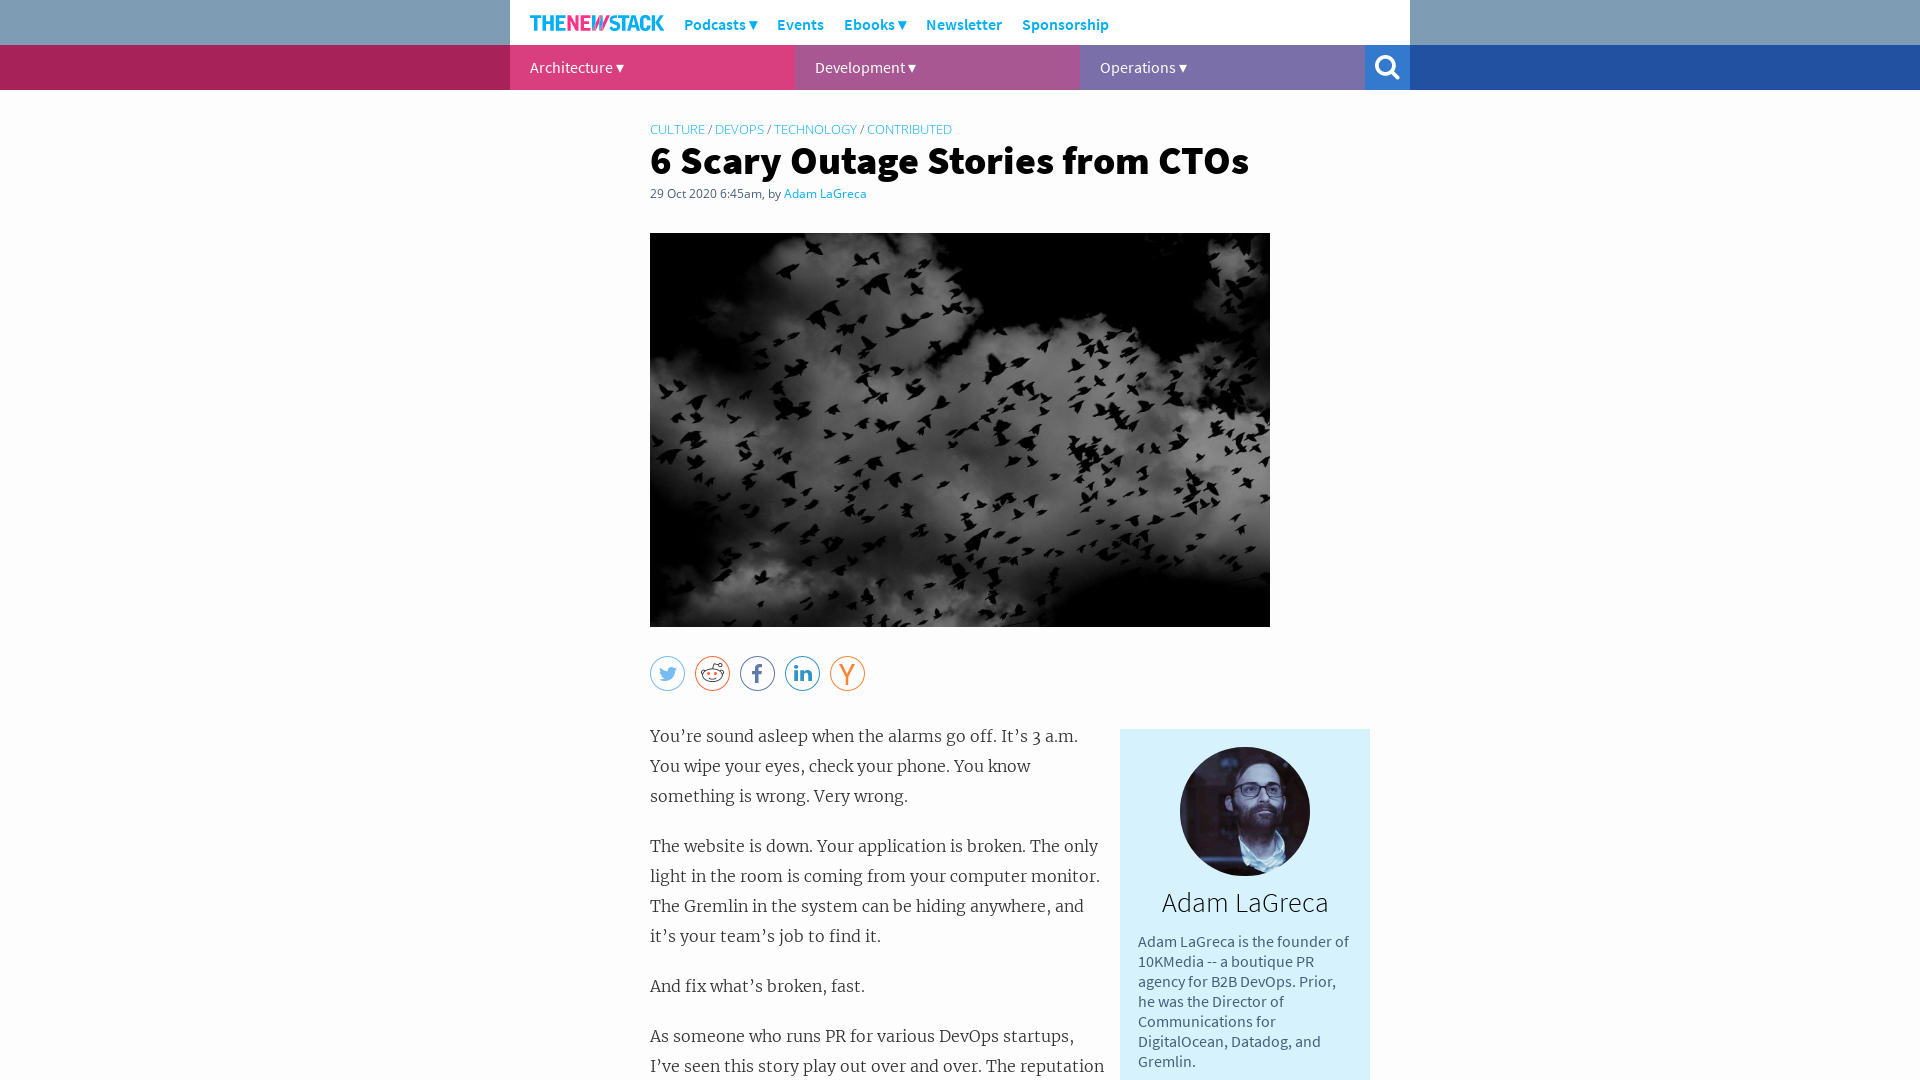 THENEWSTACK Podcasts ▾ Events Ebooks ▾ Newsletter Sponsorship
Architecture ▾ Development ▾ Operations ▾
CULTURE / DEVOPS / TECHNOLOGY / CONTRIBUTED
6 Scary Outage Stories from CTOs
29 Oct 2020 6:45am, by Adam LaGreca
You’re sound asleep when the alarms go off. It’s 3 a.m.
You wipe your eyes, check your phone. You know
something is wrong. Very wrong.
The website is down. Your application is broken. The only
light in the room is coming from your computer monitor.
The Gremlin in the system can be hiding anywhere, and
it’s your team’s job to find it.
And fix what’s broken, fast.
As someone who runs PR for various DevOps startups,
I’ve seen this story play out over and over. The reputation
Adam LaGreca
Adam LaGreca is the founder of
10KMedia -- a boutique PR
agency for B2B DevOps. Prior,
he was the Director of
Communications for
DigitalOcean, Datadog, and
Gremlin.